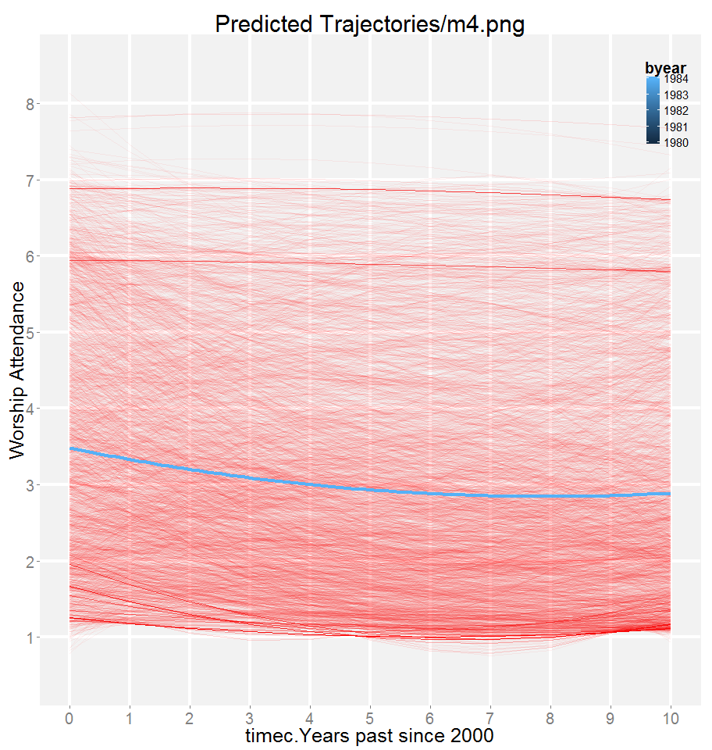 Predicted Trajectories/m4.png
byear
1984
1983
1982
1981
1980
Worship Attendance
8
7
6
5
4
3
2
1
0 1 2 3 4 5 6 7 8 9 10
timec.Years past since 2000